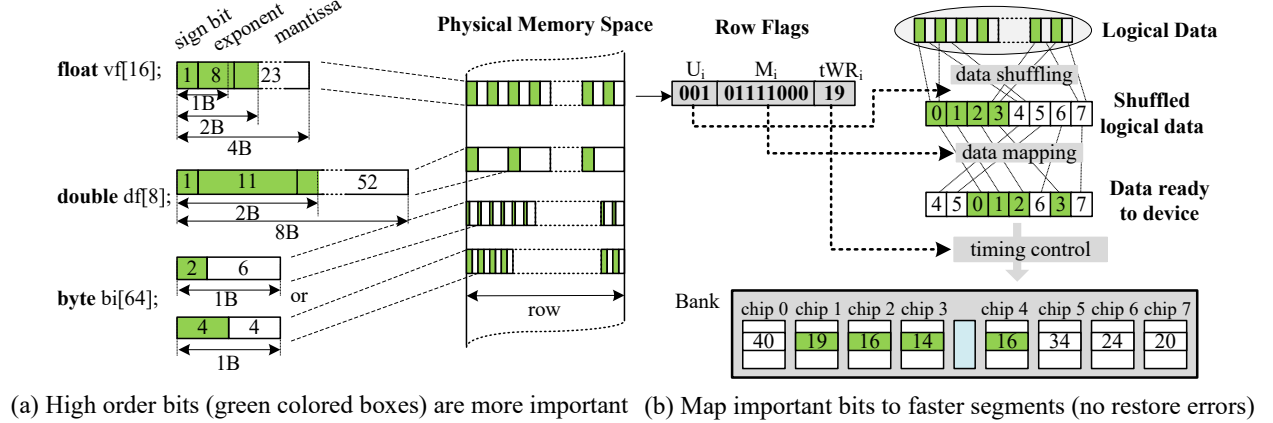 sign bit
exponent
mantissa
float vf[16];
1 8 23
1B
2B
4B
double df[8];
1 11 52
2B
8B
byte bi[64];
2 6
1B
or
4 4
1B
Physical Memory Space
row
Row Flags
Ui Mi tWRi
001 01111000 19
Logical Data
data shuffling
Shuffled
logical data
0 1 2 3 4 5 6 7
data mapping
Data ready
to device
4 5 0 1 2 6 3 7
timing control
Bank
chip 0 chip 1 chip 2 chip 3 chip 4 chip 5 chip 6 chip 7
40 19 16 14 16 34 24 20
(a) High order bits (green colored boxes) are more important
(b) Map important bits to faster segments (no restore errors)